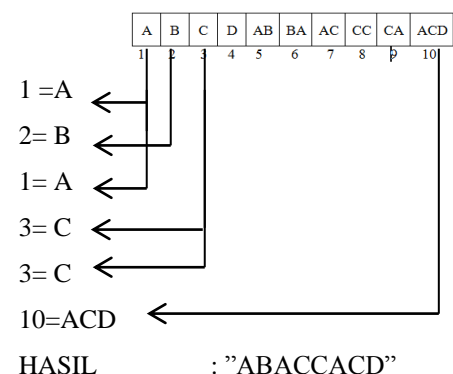 A B C D AB BA AC CC CA ACD
1 2 3 4 5 6 7 8 9 10
1 =A
2= B
1= A
3= C
3= C
10=ACD
HASIL : ”ABACCACD”